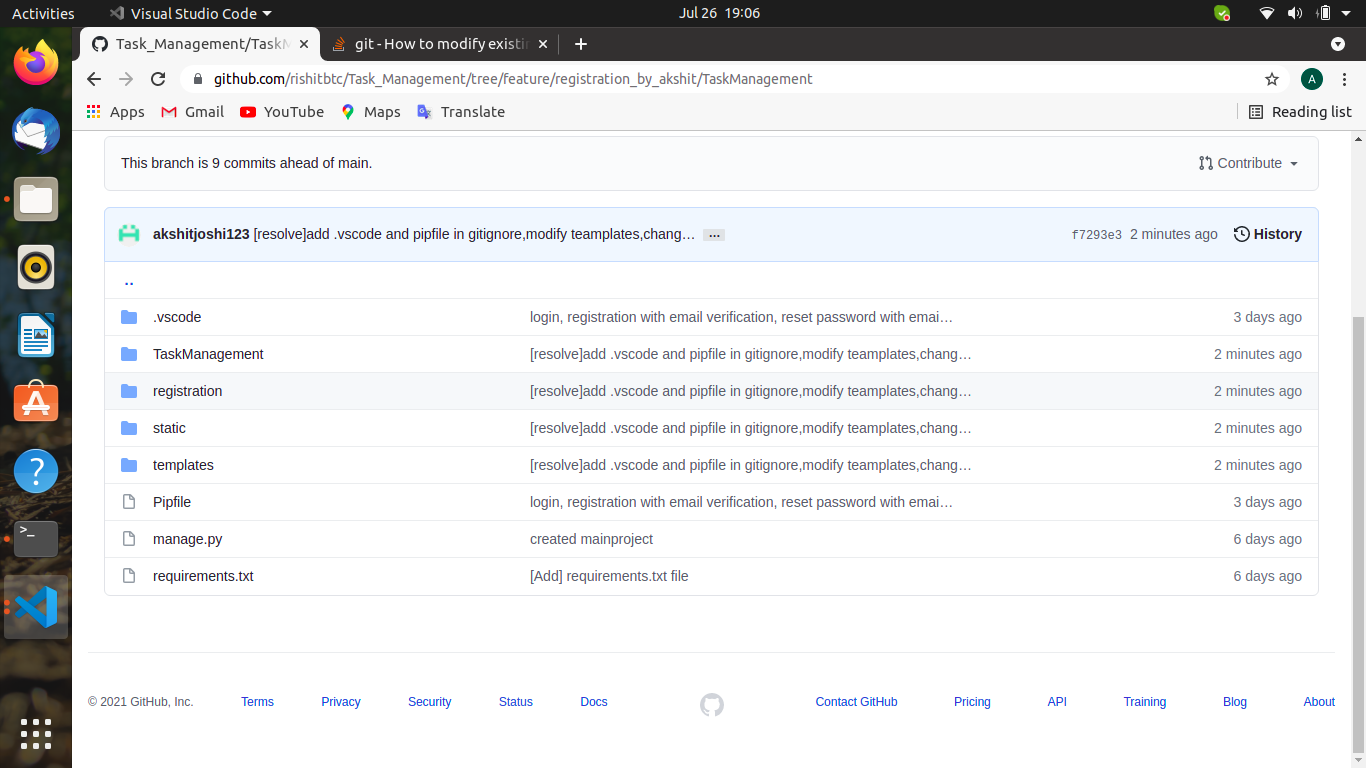 Activities Visual Studio Code Jul 26 19:06
Task_Management/TaskM git - How to modify existin
github.com/rishitbtc/Task_Management/tree/feature/registration_by_akshit/TaskManagement A
Apps Gmail YouTube Maps Translate Reading list
This branch is 9 commits ahead of main. Contribute
akshitjoshi123 [resolve]add .vscode and pipfile in gitignore,modify teamplates,chang… … f7293e3 2 minutes ago History
..
.vscode login, registration with email verification, reset password with emai… 3 days ago
TaskManagement [resolve]add .vscode and pipfile in gitignore,modify teamplates,chang… 2 minutes ago
registration [resolve]add .vscode and pipfile in gitignore,modify teamplates,chang… 2 minutes ago
static [resolve]add .vscode and pipfile in gitignore,modify teamplates,chang… 2 minutes ago
templates [resolve]add .vscode and pipfile in gitignore,modify teamplates,chang… 2 minutes ago
Pipfile login, registration with email verification, reset password with emai… 3 days ago
manage.py created mainproject 6 days ago
requirements.txt [Add] requirements.txt file 6 days ago
© 2021 GitHub, Inc. Terms Privacy Security Status Docs Contact GitHub Pricing API Training Blog About